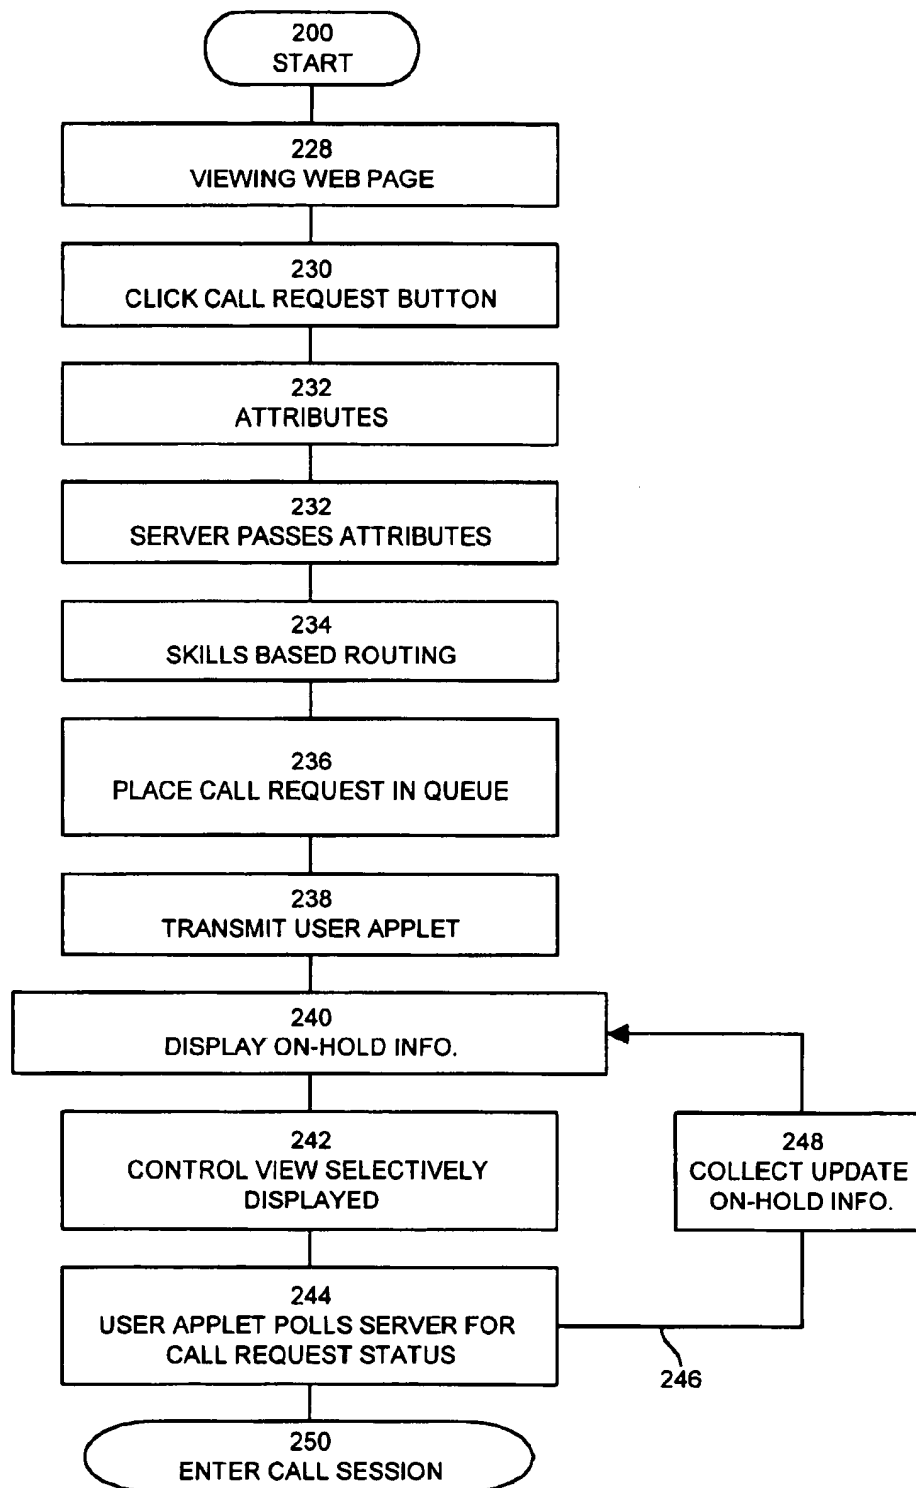 200
START
228
VIEWING WEB PAGE
230
CLICK CALL REQUEST BUTTON
232
ATTRIBUTES
232
SERVER PASSES ATTRIBUTES
234
SKILLS BASED ROUTING
236
PLACE CALL REQUEST IN QUEUE
238
TRANSMIT USER APPLET
240
DISPLAY ON-HOLD INFO.
242
CONTROL VIEW SELECTIVELY
DISPLAYED
248
COLLECT UPDATE
ON-HOLD INFO.
244
USER APPLET POLLS SERVER FOR
CALL REQUEST STATUS
246
250
ENTER CALL SESSION